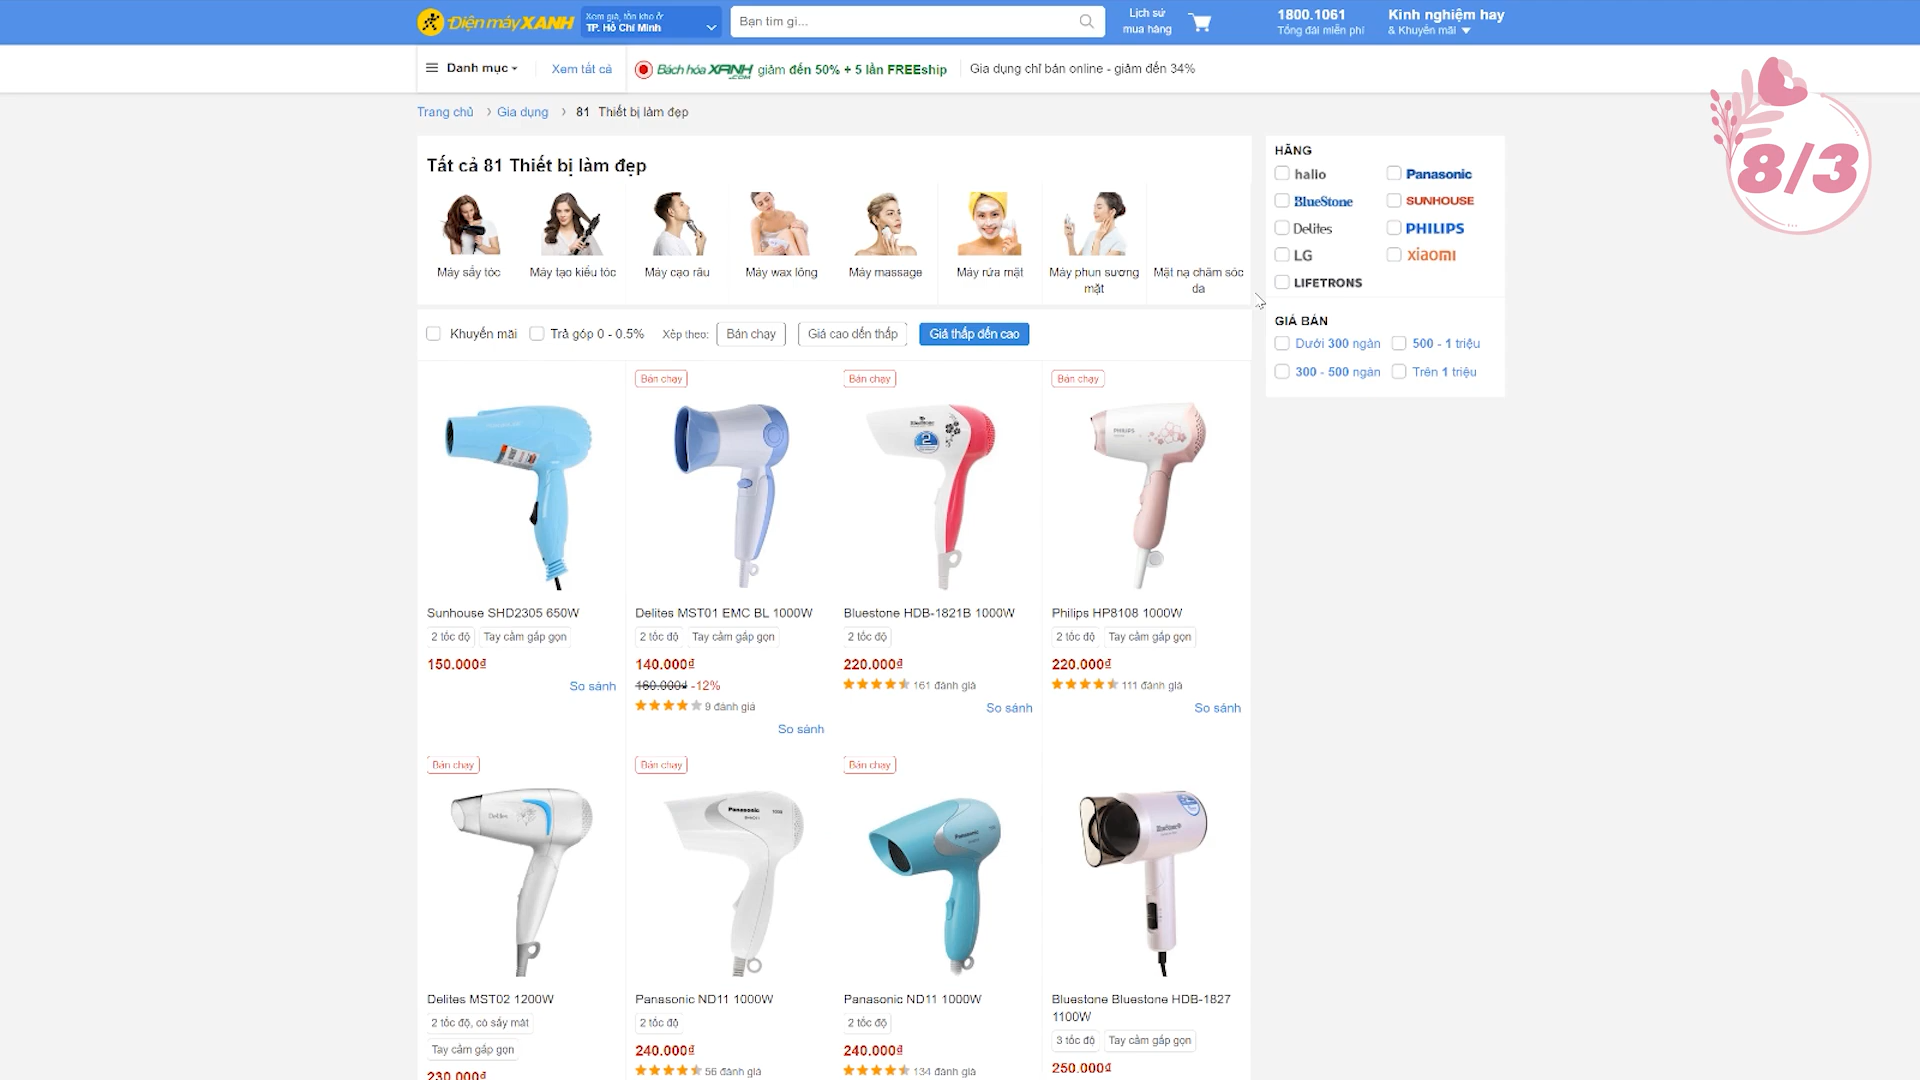 Điện máy XANH
Xem giá, tồn kho ở
TP. Hồ Chí Minh
Bạn tìm gì...
Lịch sử
mua hàng
1800.1061
Tổng đài miễn phí
Kinh nghiệm hay
& Khuyến mãi
Danh mục
Xem tất cả
Bách hóa XANH .COM giảm đến 50% + 5 lần FREEship
Gia dụng chỉ bán online - giảm đến 34%
Trang chủ › Gia dụng › 81 Thiết bị làm đẹp
8/3
Tất cả 81 Thiết bị làm đẹp
Máy sấy tóc
Máy tạo kiểu tóc
Máy cạo râu
Máy wax lông
Máy massage
Máy rửa mặt
Máy phun sương
mặt
Mặt nạ chăm sóc
da
HÃNG
halio
Panasonic
BlueStone
SUNHOUSE
Delites
PHILIPS
LG
xiaomi
LIFETRONS
GIÁ BÁN
Dưới 300 ngàn
500 - 1 triệu
300 - 500 ngàn
Trên 1 triệu
Khuyến mãi
Trả góp 0 - 0.5%
Xếp theo:
Bán chạy
Giá cao đến thấp
Giá thấp đến cao
Sunhouse SHD2305 650W
2 tốc độ
Tay cầm gấp gọn
150.000₫
So sánh
Bán chạy
Delites MST01 EMC BL 1000W
2 tốc độ
Tay cầm gấp gọn
140.000₫
160.000₫ -12%
9 đánh giá
So sánh
Bán chạy
BlueStone
2
Bluestone HDB-1821B 1000W
2 tốc độ
220.000₫
161 đánh giá
So sánh
Bán chạy
PHILIPS
Philips HP8108 1000W
2 tốc độ
Tay cầm gấp gọn
220.000₫
111 đánh giá
So sánh
Bán chạy
Delites
Delites MST02 1200W
2 tốc độ, có sấy mát
Tay cầm gấp gọn
230.000₫
Bán chạy
Panasonic
Panasonic ND11 1000W
2 tốc độ
240.000₫
56 đánh giá
Bán chạy
Panasonic
Panasonic ND11 1000W
2 tốc độ
240.000₫
134 đánh giá
BlueStone
Bluestone Bluestone HDB-1827
1100W
3 tốc độ
Tay cầm gấp gọn
250.000₫